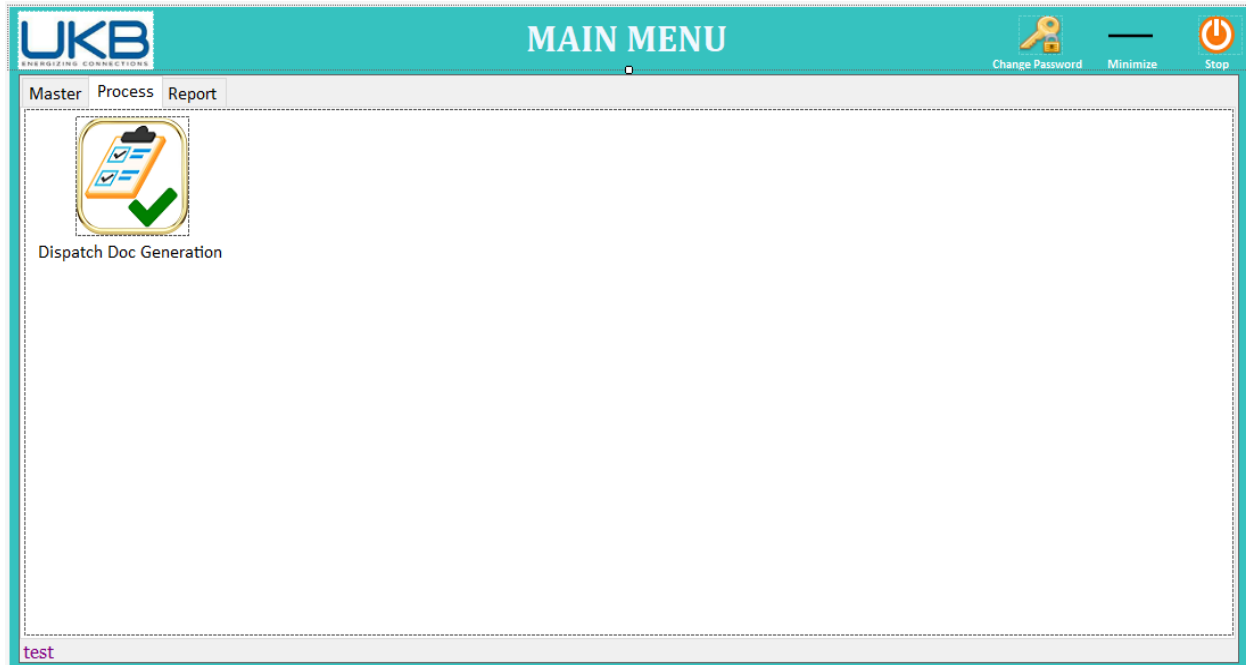 UKB
ENERGIZING CONNECTIONS
MAIN MENU
Change Password
Minimize
Stop
Master
Process
Report
Dispatch Doc Generation
test